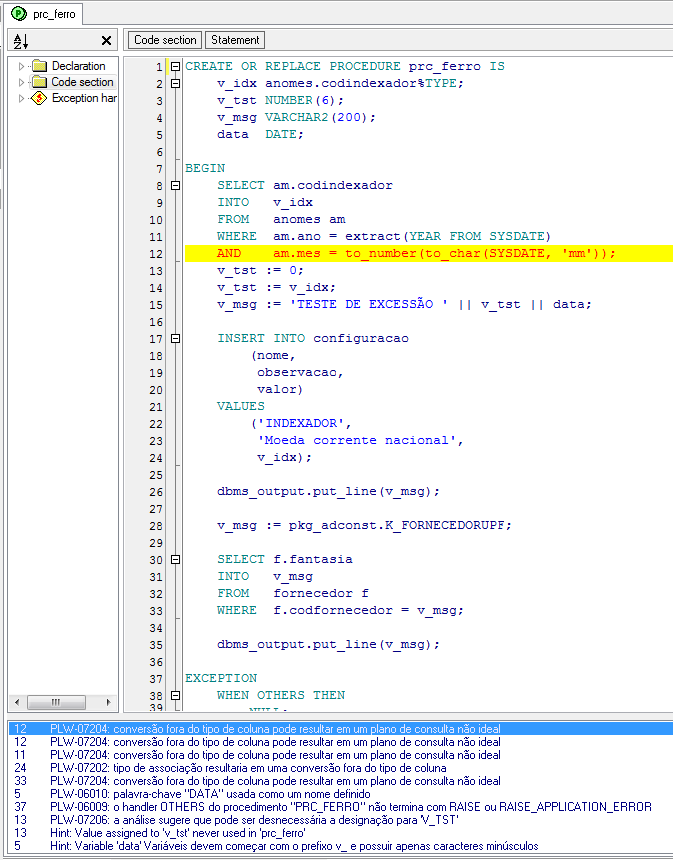 prc_ferro
Code section Statement
Declaration
Code section
Exception har
1 CREATE OR REPLACE PROCEDURE prc_ferro IS
2 v_idx anomes.codindexador%TYPE;
3 v_tst NUMBER(6);
4 v_msg VARCHAR2(200);
5 data DATE;
6
7 BEGIN
8 SELECT am.codindexador
9 INTO v_idx
10 FROM anomes am
11 WHERE am.ano = extract(YEAR FROM SYSDATE)
12 AND am.mes = to_number(to_char(SYSDATE, 'mm'));
13 v_tst := 0;
14 v_tst := v_idx;
15 v_msg := 'TESTE DE EXCESSÃO ' || v_tst || data;
16
17 INSERT INTO configuracao
18 (nome,
19 observacao,
20 valor)
21 VALUES
22 ('INDEXADOR',
23 'Moeda corrente nacional',
24 v_idx);
25
26 dbms_output.put_line(v_msg);
27
28 v_msg := pkg_adconst.K_FORNECEDORUPF;
29
30 SELECT f.fantasia
31 INTO v_msg
32 FROM fornecedor f
33 WHERE f.codfornecedor = v_msg;
34
35 dbms_output.put_line(v_msg);
36
37 EXCEPTION
38 WHEN OTHERS THEN
39 NULL;
12 PLW-07204: conversão fora do tipo de coluna pode resultar em um plano de consulta não ideal
12 PLW-07204: conversão fora do tipo de coluna pode resultar em um plano de consulta não ideal
11 PLW-07204: conversão fora do tipo de coluna pode resultar em um plano de consulta não ideal
24 PLW-07202: tipo de associação resultaria em uma conversão fora do tipo de coluna
33 PLW-07204: conversão fora do tipo de coluna pode resultar em um plano de consulta não ideal
5 PLW-06010: palavra-chave "DATA" usada como um nome definido
37 PLW-06009: o handler OTHERS do procedimento "PRC_FERRO" não termina com RAISE ou RAISE_APPLICATION_ERROR
13 PLW-07206: a análise sugere que pode ser desnecessária a designação para 'V_TST'
13 Hint: Value assigned to 'v_tst' never used in 'prc_ferro'
5 Hint: Variable 'data' Variáveis devem começar com o prefixo v_ e possuir apenas caracteres minúsculos